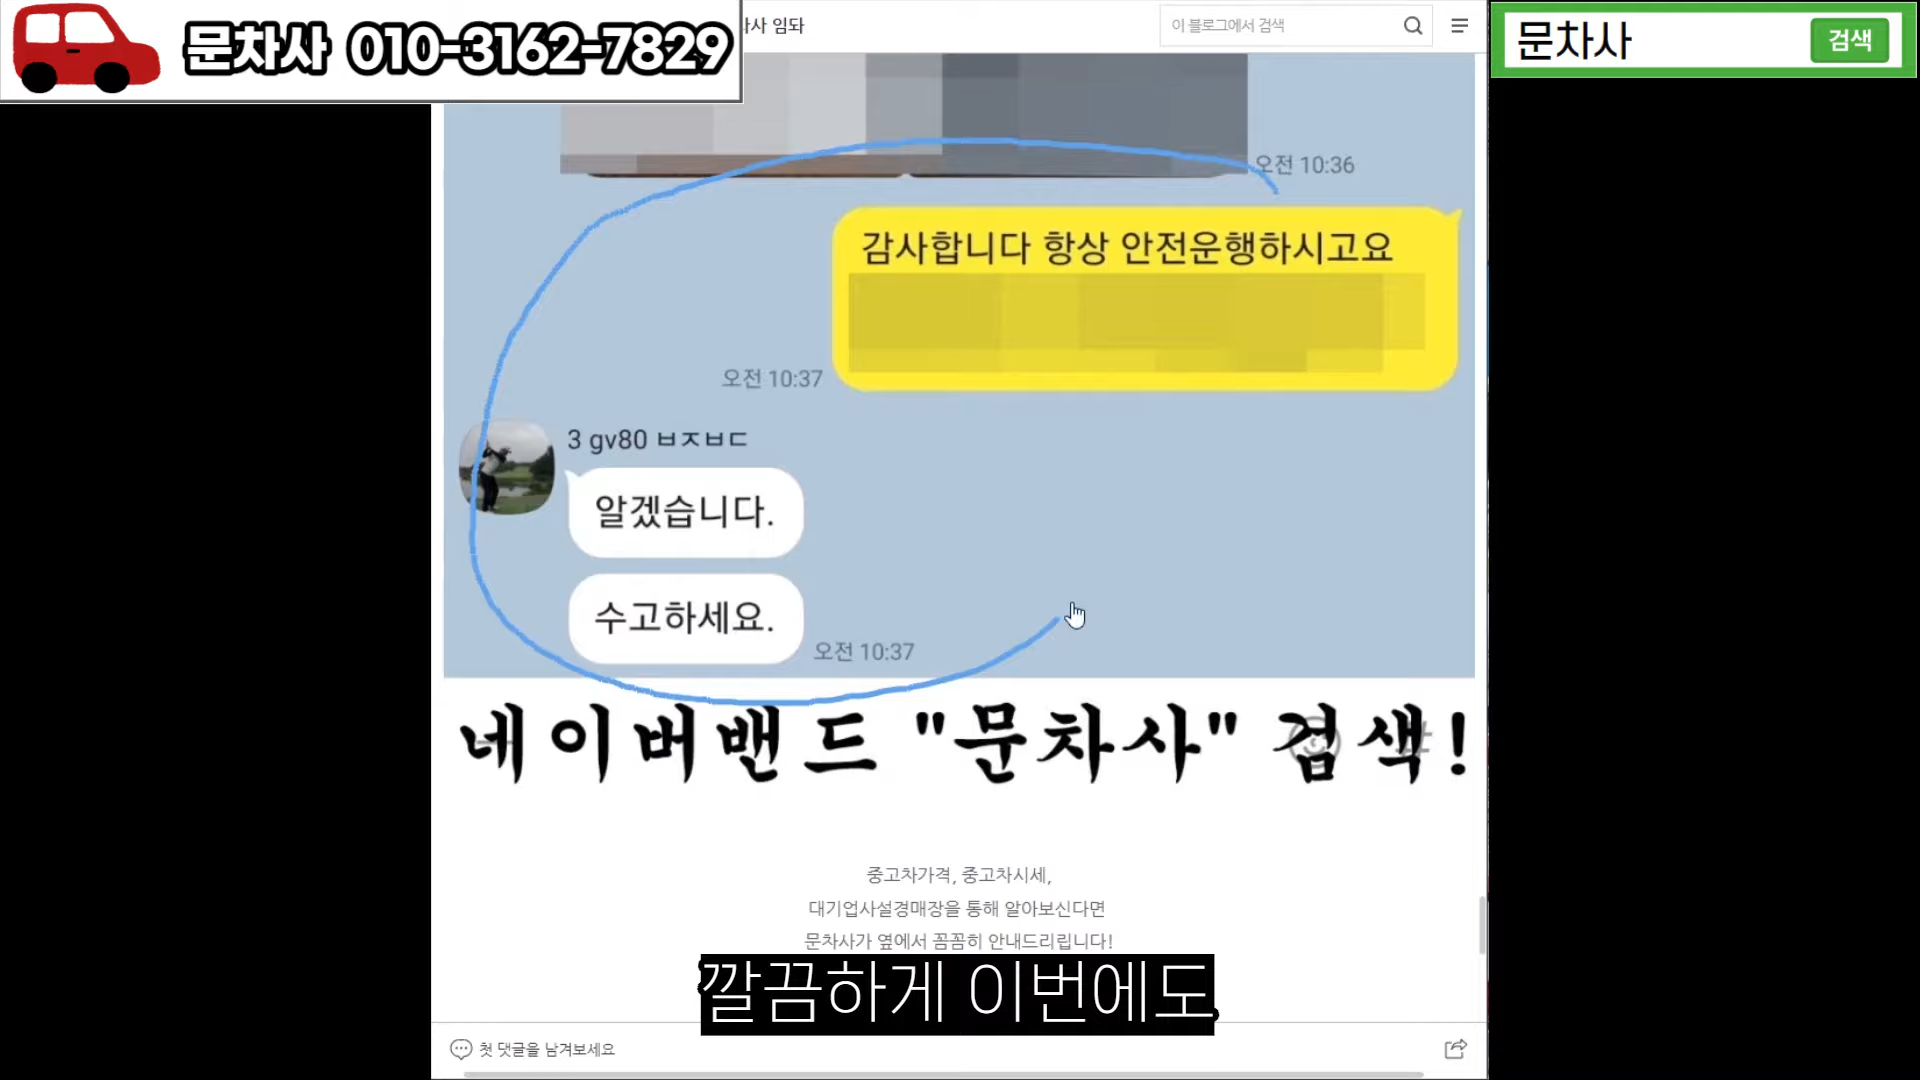 문차사 010-3162-7829
사 임돠
이 블로그에서 검색
문차사
검색
오전 10:36
감사합니다 항상 안전운행하시고요
오전 10:37
3 gv80 ㅂㅈㅂㄷ
알겠습니다.
수고하세요.
오전 10:37
네이버밴드 "문차사" 검색!
중고차가격, 중고차시세,
대기업사설경매장을 통해 알아보신다면
문차사가 옆에서 꼼꼼히 안내드리립니다!
깔끔하게 이번에도
첫 댓글을 남겨보세요